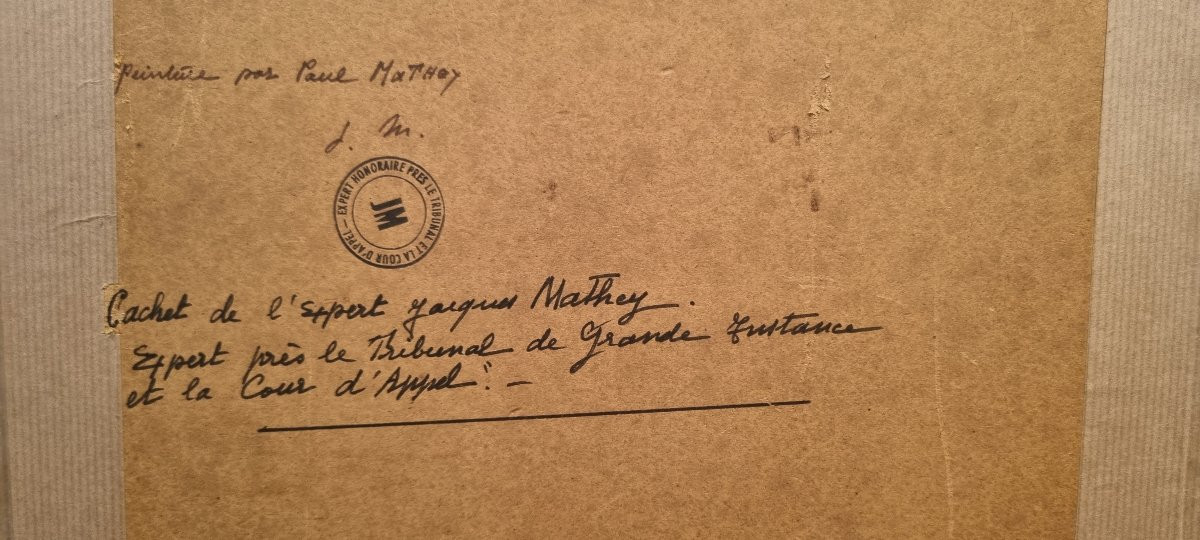 Peinture par Paul MATHEY
J. M.
EXPERT HONORAIRE PRES LE TRIBUNAL ET LA COUR D'APPEL —
JM
Cachet de l'Expert Jacques Mathey.
Expert près le Tribunal de Grande Instance
et la Cour d'Appel". —